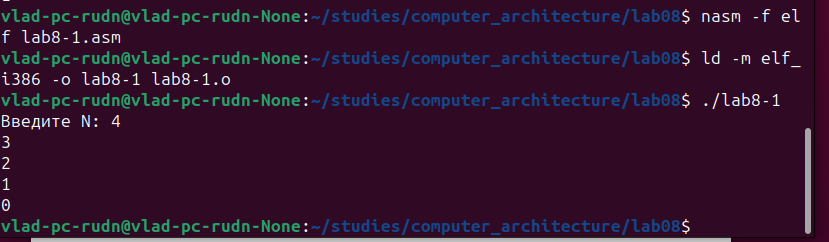 vlad-pc-rudn@vlad-pc-rudn-None:~/studies/computer_architecture/lab08$ nasm -f el
f lab8-1.asm
vlad-pc-rudn@vlad-pc-rudn-None:~/studies/computer_architecture/lab08$ ld -m elf_
i386 -o lab8-1 lab8-1.o
vlad-pc-rudn@vlad-pc-rudn-None:~/studies/computer_architecture/lab08$ ./lab8-1
Введите N: 4
3
2
1
0
vlad-pc-rudn@vlad-pc-rudn-None:~/studies/computer_architecture/lab08$